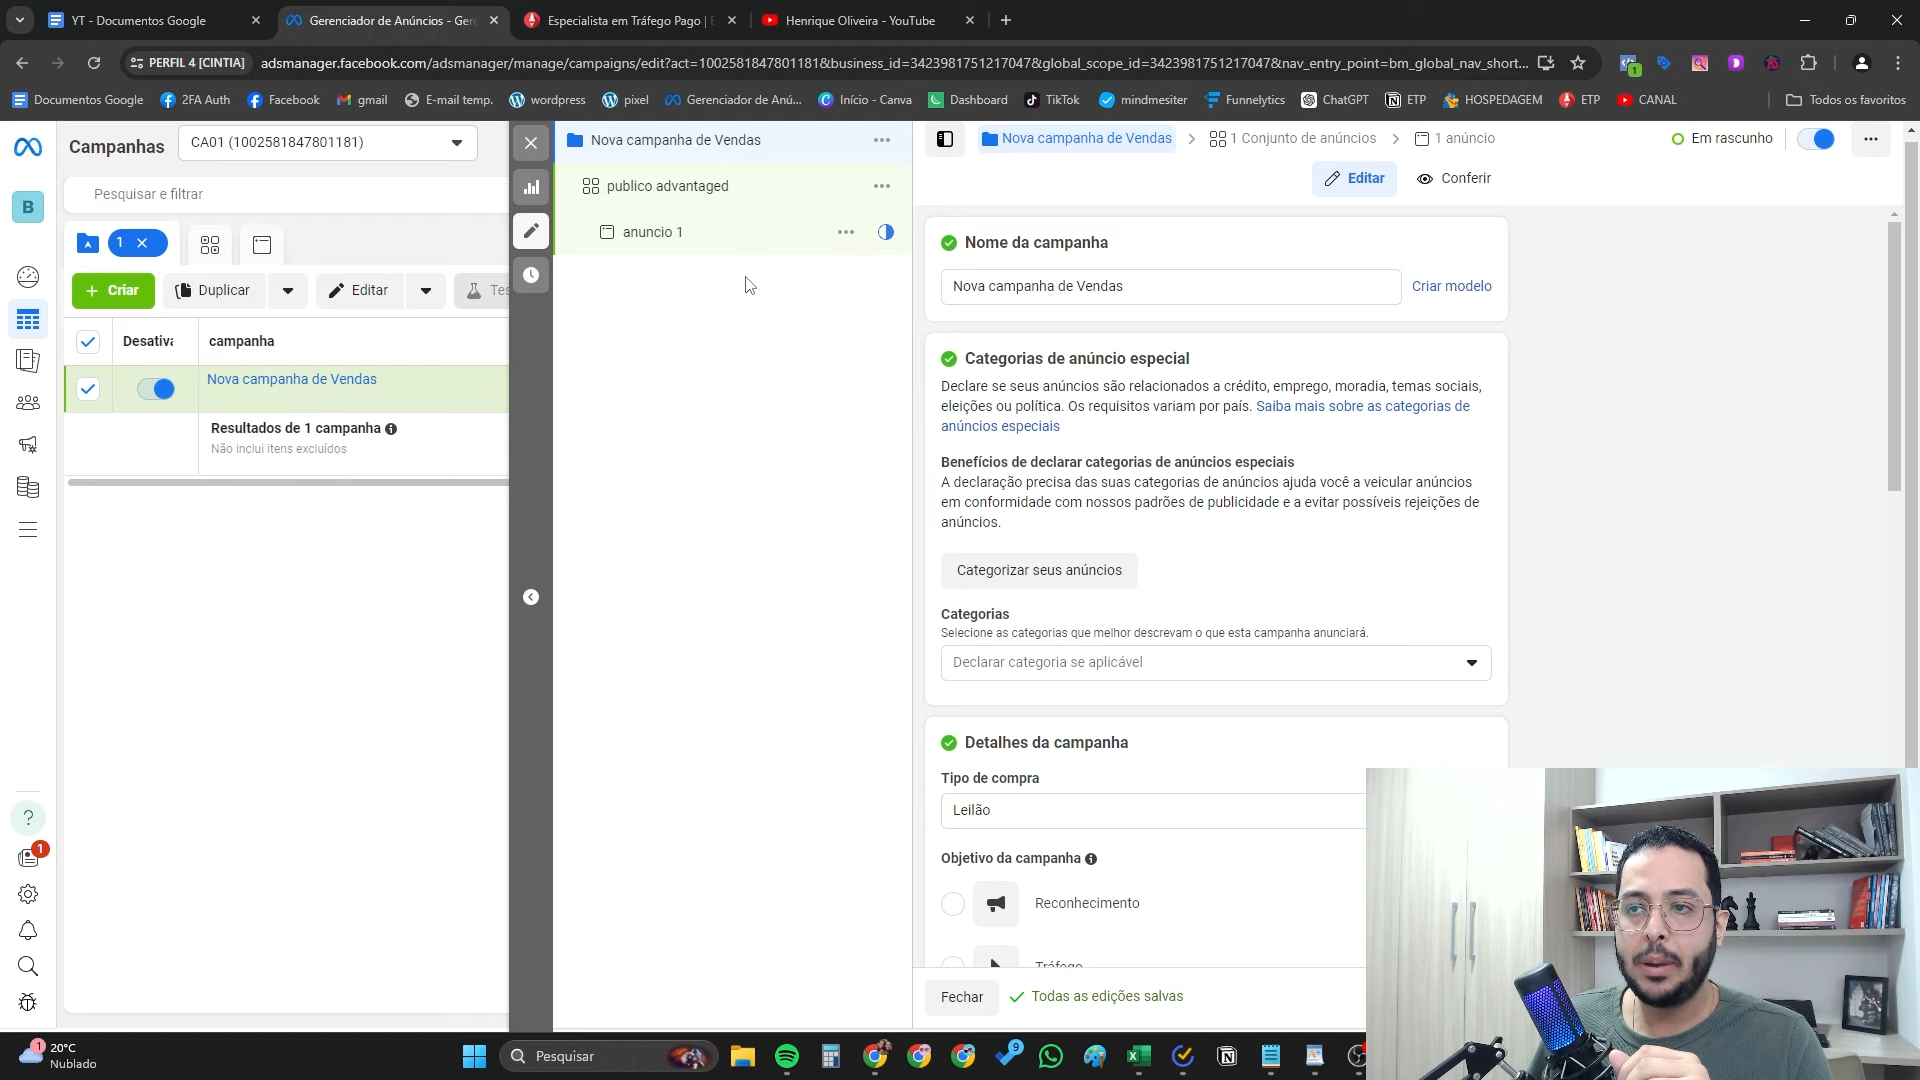 YT - Documentos Google
Gerenciador de Anúncios - Gere
Especialista em Tráfego Pago | E
Henrique Oliveira - YouTube
PERFIL 4 [CINTIA]
adsmanager.facebook.com/adsmanager/manage/campaigns/edit?act=1002581847801181&business_id=3423981751217047&global_scope_id=3423981751217047&nav_entry_point=bm_global_nav_short...
1
Documentos Google
2FA Auth
Facebook
gmail
E-mail temp.
wordpress
pixel
Gerenciador de Anú...
Início - Canva
Dashboard
TikTok
mindmesiter
Funnelytics
ChatGPT
ETP
HOSPEDAGEM
ETP
CANAL
Todos os favoritos
Campanhas
CA01 (1002581847801181)
B
Pesquisar e filtrar
1
Criar
Duplicar
Editar
Tes
Desativa
campanha
Nova campanha de Vendas
Resultados de 1 campanha
Não inclui itens excluídos
1
Nova campanha de Vendas
publico advantaged
anuncio 1
Nova campanha de Vendas
1 Conjunto de anúncios
1 anúncio
Em rascunho
Editar
Conferir
Nome da campanha
Nova campanha de Vendas
Criar modelo
Categorias de anúncio especial
Declare se seus anúncios são relacionados a crédito, emprego, moradia, temas sociais,
eleições ou política. Os requisitos variam por país. Saiba mais sobre as categorias de
anúncios especiais
Benefícios de declarar categorias de anúncios especiais
A declaração precisa das suas categorias de anúncios ajuda você a veicular anúncios
em conformidade com nossos padrões de publicidade e a evitar possíveis rejeições de
anúncios.
Categorizar seus anúncios
Categorias
Selecione as categorias que melhor descrevam o que esta campanha anunciará.
Declarar categoria se aplicável
Detalhes da campanha
Tipo de compra
Leilão
Objetivo da campanha
Reconhecimento
Tráfego
Fechar
Todas as edições salvas
1
20°C
Nublado
Pesquisar
9